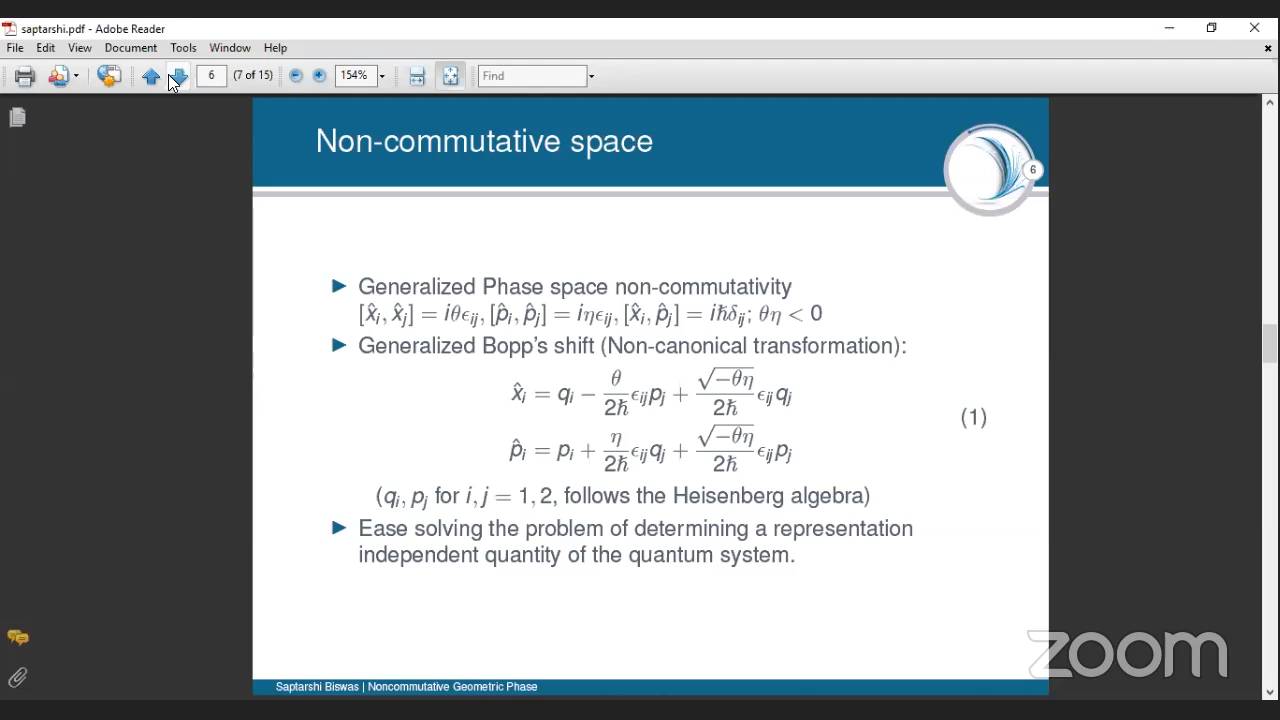 saptarshi.pdf - Adobe Reader
File Edit View Document Tools Window Help
6 (7 of 15) 154% Find
Non-commutative space
6
► Generalized Phase space non-commutativity
[x̂ᵢ, x̂ⱼ] = iθϵᵢⱼ, [p̂ᵢ, p̂ⱼ] = iηϵᵢⱼ, [x̂ᵢ, p̂ⱼ] = iħδᵢⱼ; θη < 0
► Generalized Bopp's shift (Non-canonical transformation):
x̂ᵢ = qᵢ − θ/2ħ ϵᵢⱼpⱼ + √−θη/2ħ ϵᵢⱼqⱼ
(1)
p̂ᵢ = pᵢ + η/2ħ ϵᵢⱼqⱼ + √−θη/2ħ ϵᵢⱼpⱼ
(qᵢ, pⱼ for i, j = 1, 2, follows the Heisenberg algebra)
► Ease solving the problem of determining a representation
independent quantity of the quantum system.
Saptarshi Biswas | Noncommutative Geometric Phase
zoom